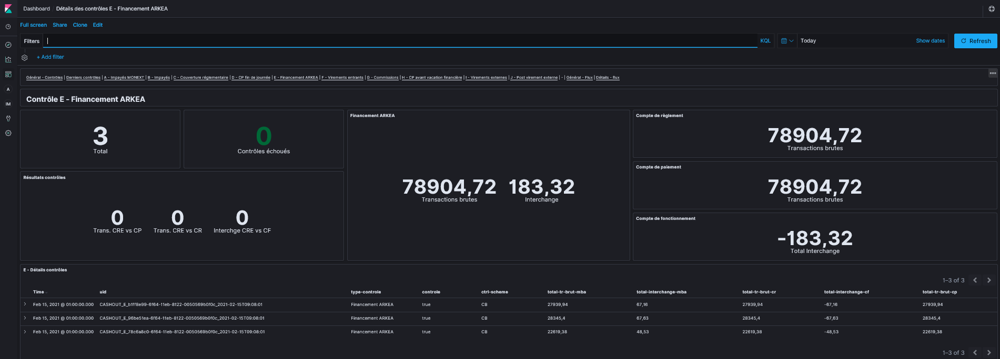 Dashboard / Détails des contrôles E - Financement ARKEA
Full screen Share Clone Edit
Filters KQL Today Show dates Refresh
+ Add filter
Général - Contrôles | Derniers contrôles | A - Impayés MONEXT | B - Impayés | C - Couverture réglementaire | D - CP fin de journée | E - Financement ARKEA | F - Virements entrants | G - Commissions | H - CP avant vacation financière | I - Virements externes | J - Post virement externe | - | Général - Flux | Détails - flux
A
IM
Contrôle E - Financement ARKEA
3
Total
0
Contrôles échoués
Résultats contrôles
0 0 0
Trans. CRE vs CP Trans. CRE vs CR Interchge CRE vs CF
Financement ARKEA
78904,72 183,32
Transactions brutes Interchange
Compte de règlement
78904,72
Transactions brutes
Compte de paiement
78904,72
Transactions brutes
Compte de fonctionnement
-183,32
Total Interchange
E - Détails contrôles
1–3 of 3
Time uid type-controle controle ctrl-scheme total-tr-brut-mba total-interchange-mba total-tr-brut-cr total-interchange-cf total-tr-brut-cp
Feb 15, 2021 @ 01:00:00.000 CASHOUT_E_b1ff8e99-6f64-11eb-8122-0050569b0f0c_2021-02-15T09:08:01 Financement ARKEA true CB 27939,94 67,16 27939,94 -67,16 27939,94
Feb 15, 2021 @ 01:00:00.000 CASHOUT_E_96be51ea-6f64-11eb-8122-0050569b0f0c_2021-02-15T09:08:01 Financement ARKEA true CB 28345,4 67,63 28345,4 -67,63 28345,4
Feb 15, 2021 @ 01:00:00.000 CASHOUT_E_78c6a8c0-6f64-11eb-8122-0050569b0f0c_2021-02-15T09:08:01 Financement ARKEA true CB 22619,38 48,53 22619,38 -48,53 22619,38
1–3 of 3